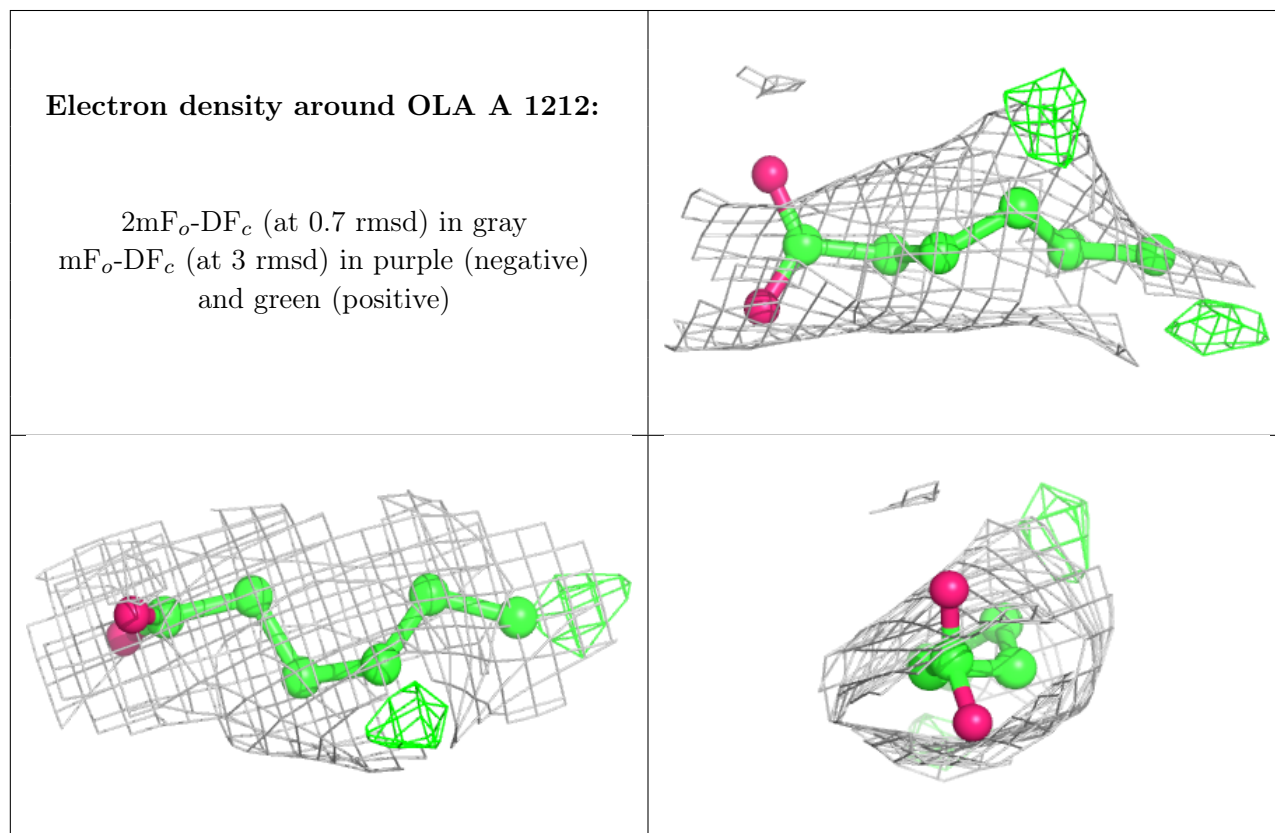 Electron density around OLA A 1212:
2mFo-DFc (at 0.7 rmsd) in gray
mFo-DFc (at 3 rmsd) in purple (negative)
and green (positive)